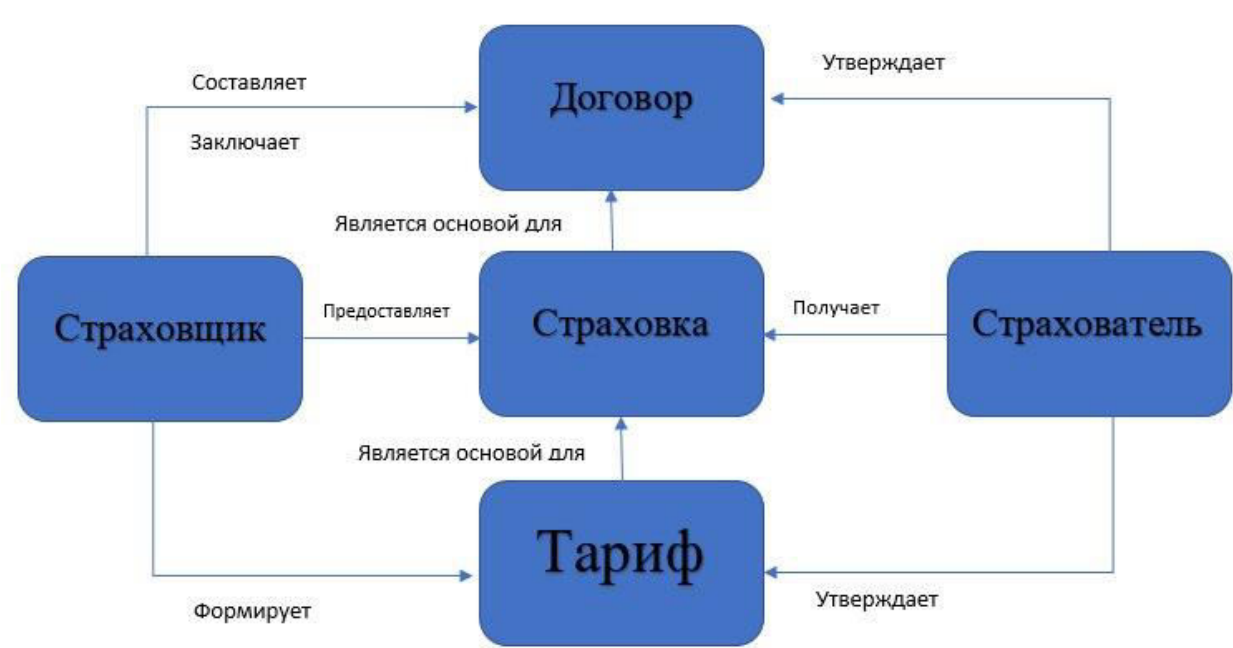 Составляет
Договор
Утверждает
Заключает
Является основой для
Страховщик
Предоставляет
Страховка
Получает
Страхователь
Является основой для
Тариф
Формирует
Утверждает